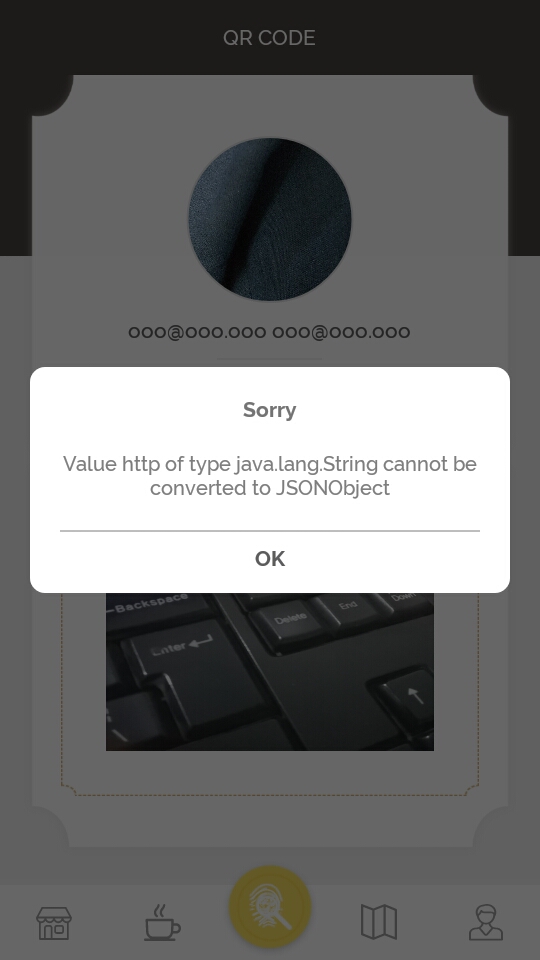 QR CODE
ooo@ooo.ooo ooo@ooo.ooo
Sorry
Value http of type java.lang.String cannot be
converted to JSONObject
OK
Backspace
Delete
End
Down
Enter